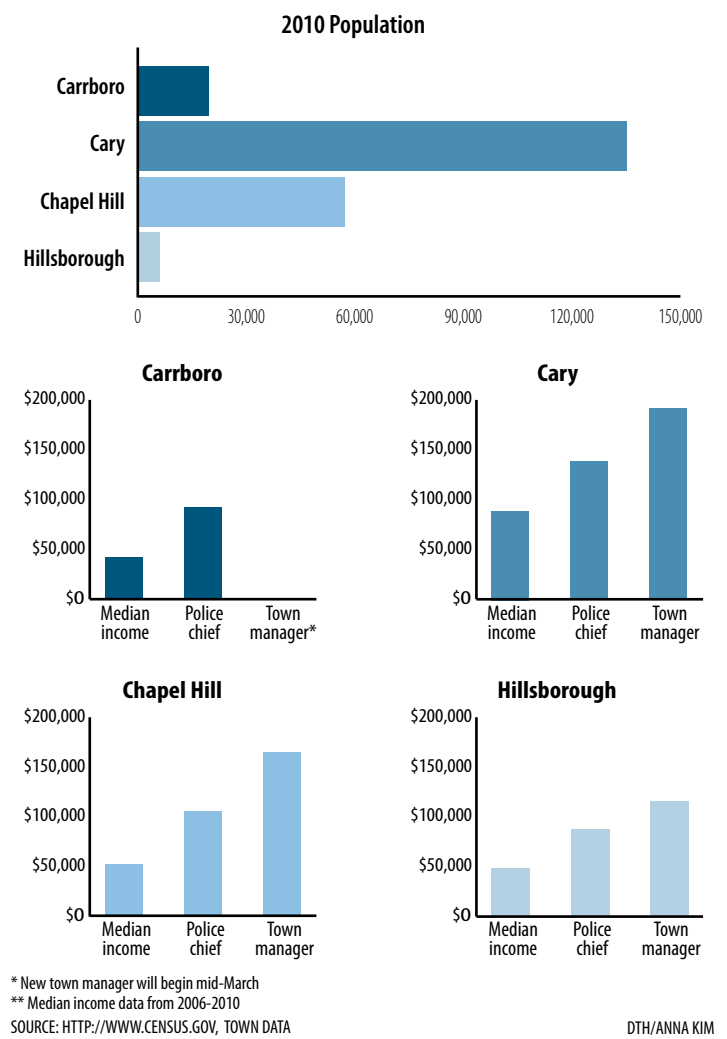 2010 Population
Carrboro
Cary
Chapel Hill
Hillsborough
0 30,000 60,000 90,000 120,000 150,000
Carrboro
$200,000
$150,000
$100,000
$50,000
$0
Median income
Police chief
Town manager*
Cary
$200,000
$150,000
$100,000
$50,000
$0
Median income
Police chief
Town manager
Chapel Hill
$200,000
$150,000
$100,000
$50,000
$0
Median income
Police chief
Town manager
Hillsborough
$200,000
$150,000
$100,000
$50,000
$0
Median income
Police chief
Town manager
* New town manager will begin mid-March
** Median income data from 2006-2010
SOURCE: HTTP://WWW.CENSUS.GOV, TOWN DATA
DTH/ANNA KIM